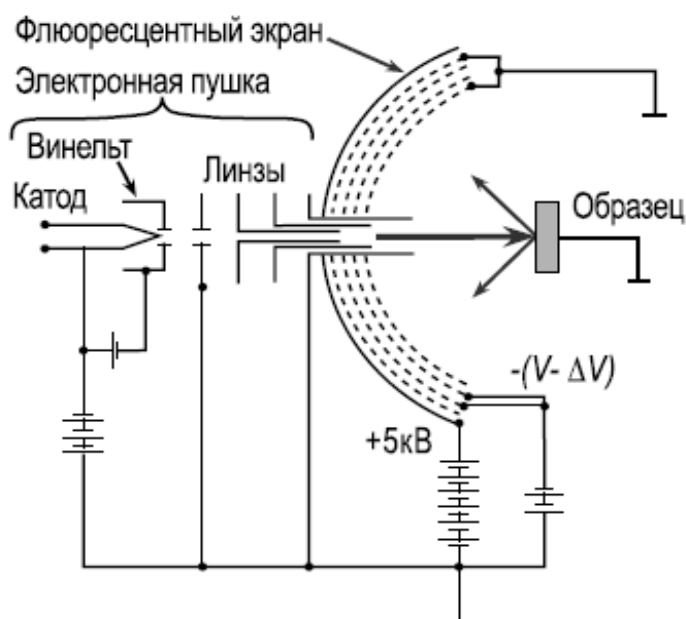 Флюоресцентный экран
Электронная пушка
Винельт
Катод
Линзы
Образец
-(V- ΔV)
+5кВ